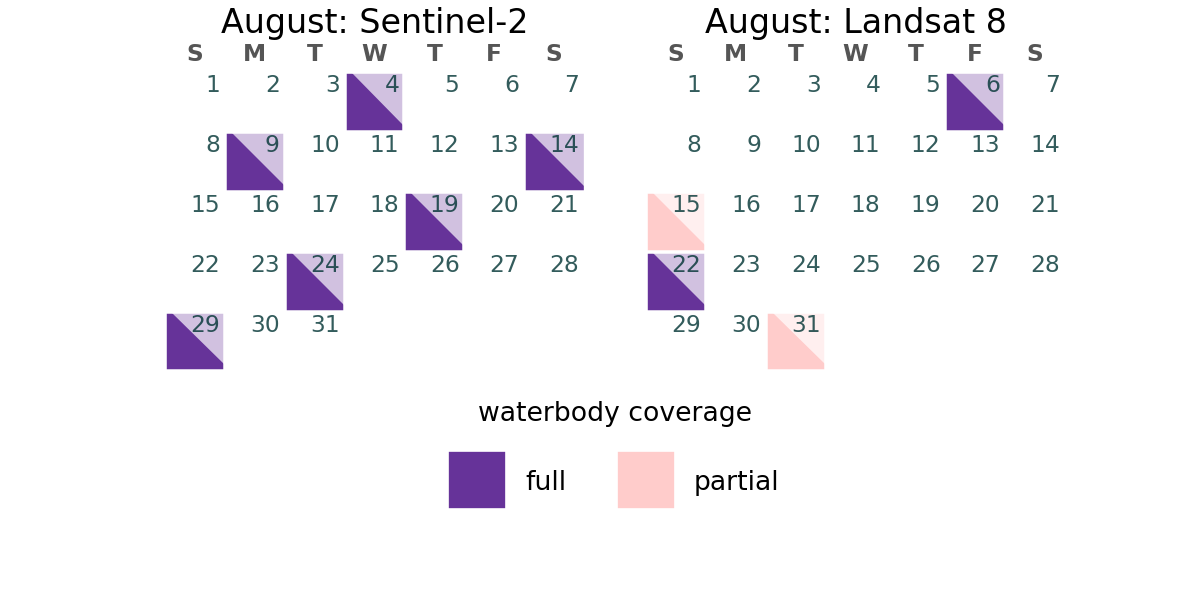 August: Sentinel-2
S M T W T F S
1 2 3 4 5 6 7
8 9 10 11 12 13 14
15 16 17 18 19 20 21
22 23 24 25 26 27 28
29 30 31
August: Landsat 8
S M T W T F S
1 2 3 4 5 6 7
8 9 10 11 12 13 14
15 16 17 18 19 20 21
22 23 24 25 26 27 28
29 30 31
waterbody coverage
full partial